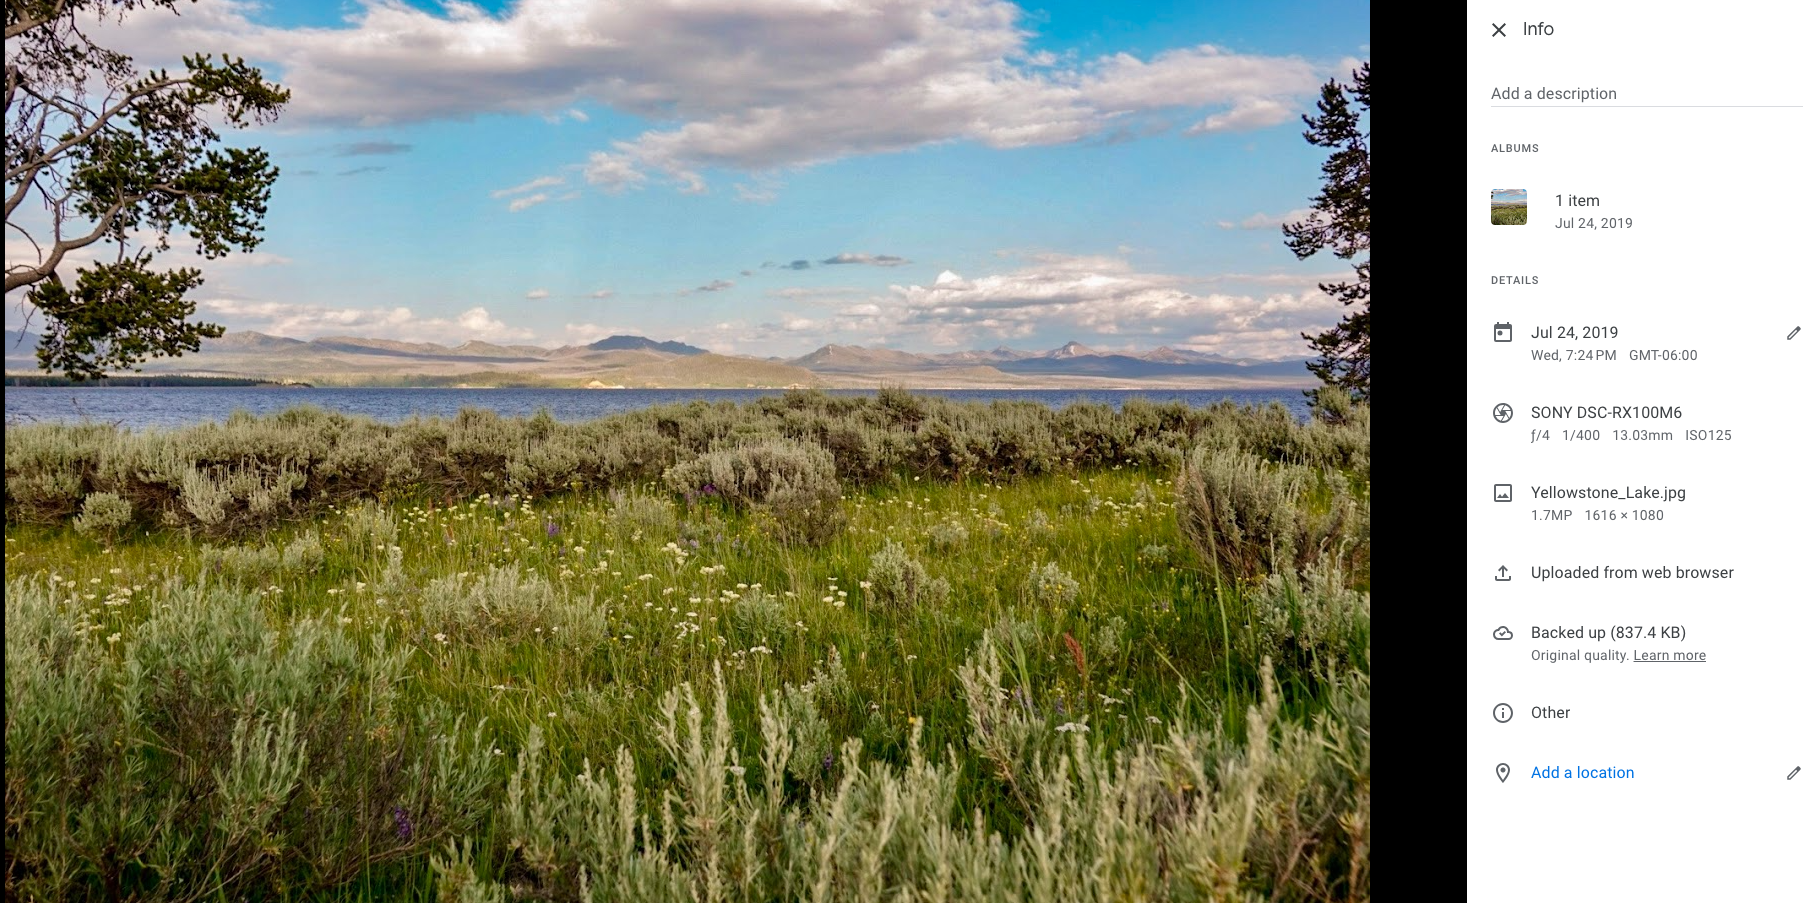 Info
Add a description
ALBUMS
1 item
Jul 24, 2019
DETAILS
Jul 24, 2019
Wed, 7:24 PM GMT-06:00
SONY DSC-RX100M6
ƒ/4 1/400 13.03mm ISO125
Yellowstone_Lake.jpg
1.7MP 1616 × 1080
Uploaded from web browser
Backed up (837.4 KB)
Original quality. Learn more
Other
Add a location